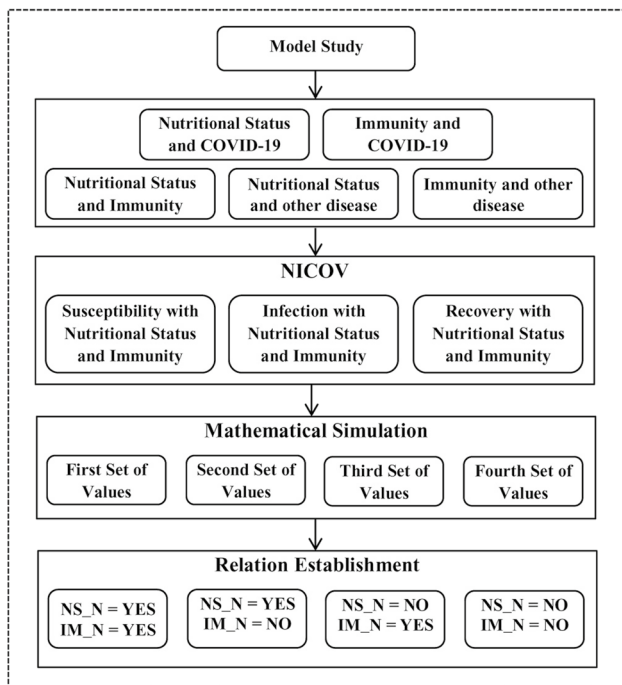 Model Study
Nutritional Status
and COVID-19
Immunity and
COVID-19
Nutritional Status
and Immunity
Nutritional Status
and other disease
Immunity and other
disease
NICOV
Susceptibility with
Nutritional Status
and Immunity
Infection with
Nutritional Status
and Immunity
Recovery with
Nutritional Status
and Immunity
Mathematical Simulation
First Set of
Values
Second Set of
Values
Third Set of
Values
Fourth Set of
Values
Relation Establishment
NS_N = YES
IM_N = YES
NS_N = YES
IM_N = NO
NS_N = NO
IM_N = YES
NS_N = NO
IM_N = NO